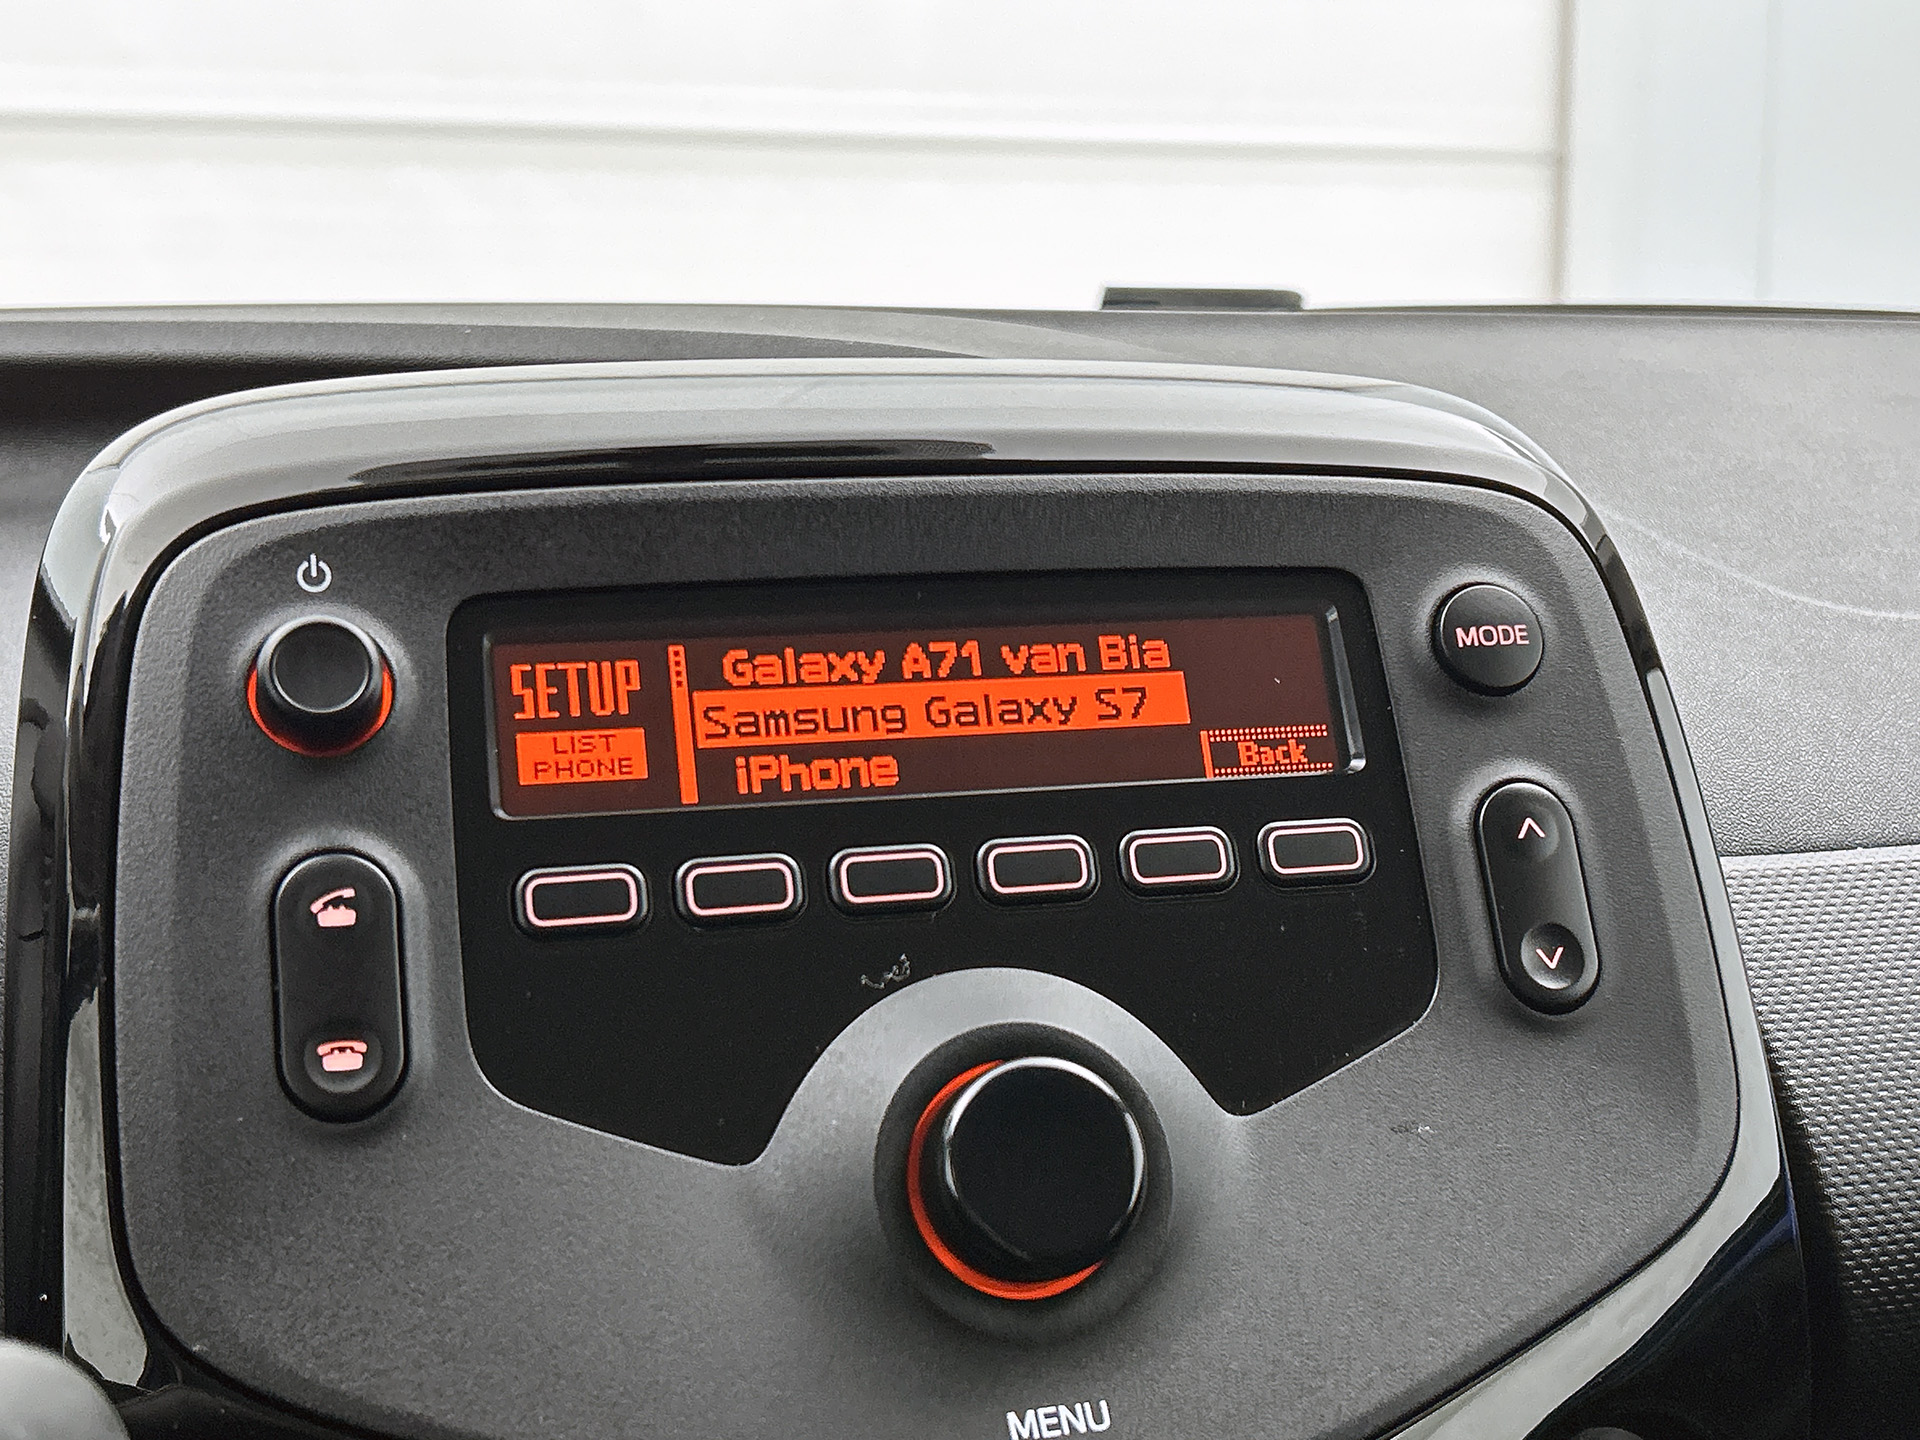 SETUP
LIST
PHONE
Galaxy A71 van Bia
Samsung Galaxy S7
iPhone
Back
MODE
MENU